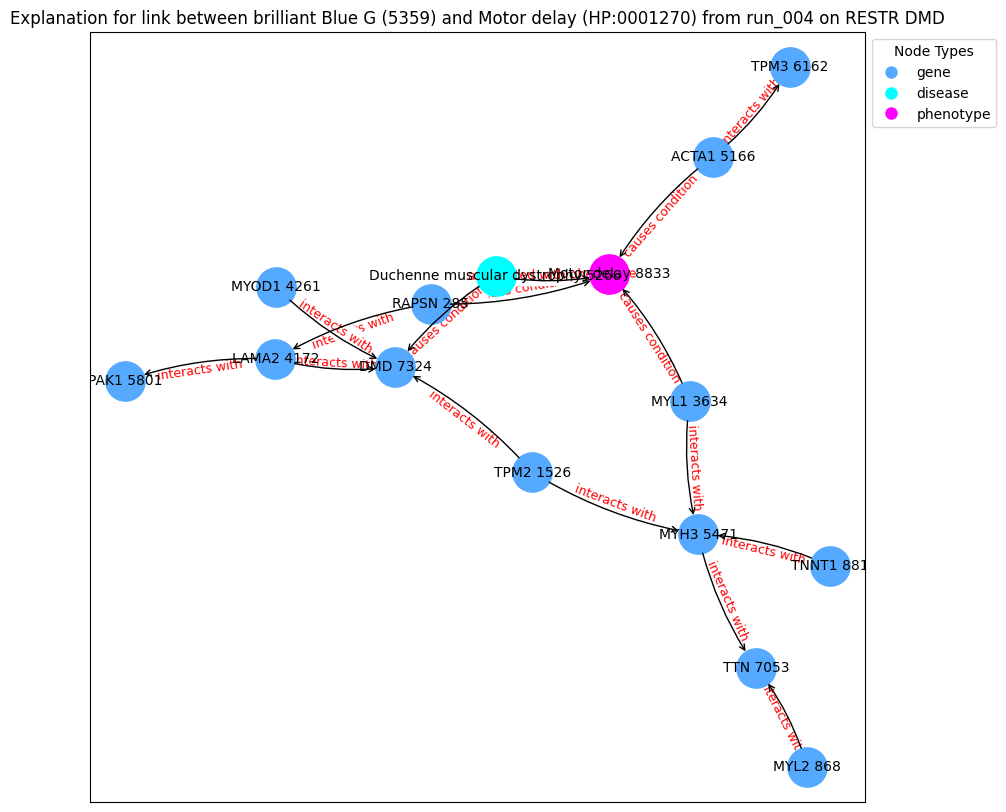 Explanation for link between brilliant Blue G (5359) and Motor delay (HP:0001270) from run_004 on RESTR DMD
Node Types
gene
disease
phenotype
TPM3 6162
interacts with
ACTA1 5166
causes condition
Duchenne muscular dystrophy 5266
Motor delay 8833
MYOD1 4261
RAPSN 288
interacts with
causes condition
interacts with
LAMA2 4172
interacts with
DMD 7324
PAK1 5801
interacts with
causes condition
MYL1 3634
interacts with
interacts with
TPM2 1526
interacts with
MYH3 5471
interacts with
TNNT1 881
interacts with
TTN 7053
interacts with
MYL2 868